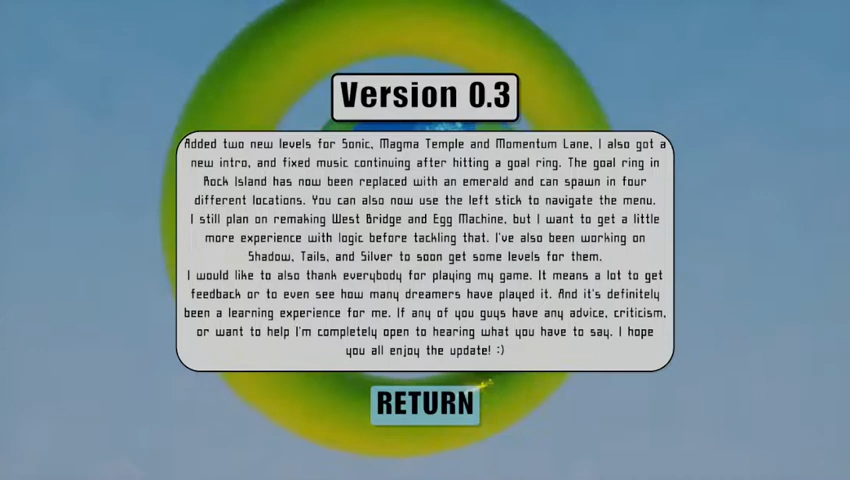 Version 0.3
Added two new levels for Sonic, Magma Temple and Momentum Lane, I also got a
new intro, and fixed music continuing after hitting a goal ring. The goal ring in
Rock Island has now been replaced with an emerald and can spawn in four
different locations. You can also now use the left stick to navigate the menu.
I still plan on remaking West Bridge and Egg Machine, but I want to get a little
more experience with logic before tackling that. I've also been working on
Shadow, Tails, and Silver to soon get some levels for them.
I would like to also thank everybody for playing my game. It means a lot to get
feedback or to even see how many dreamers have played it. And it's definitely
been a learning experience for me. If any of you guys have any advice, criticism,
or want to help I'm completely open to hearing what you have to say. I hope
you all enjoy the update! :)
RETURN